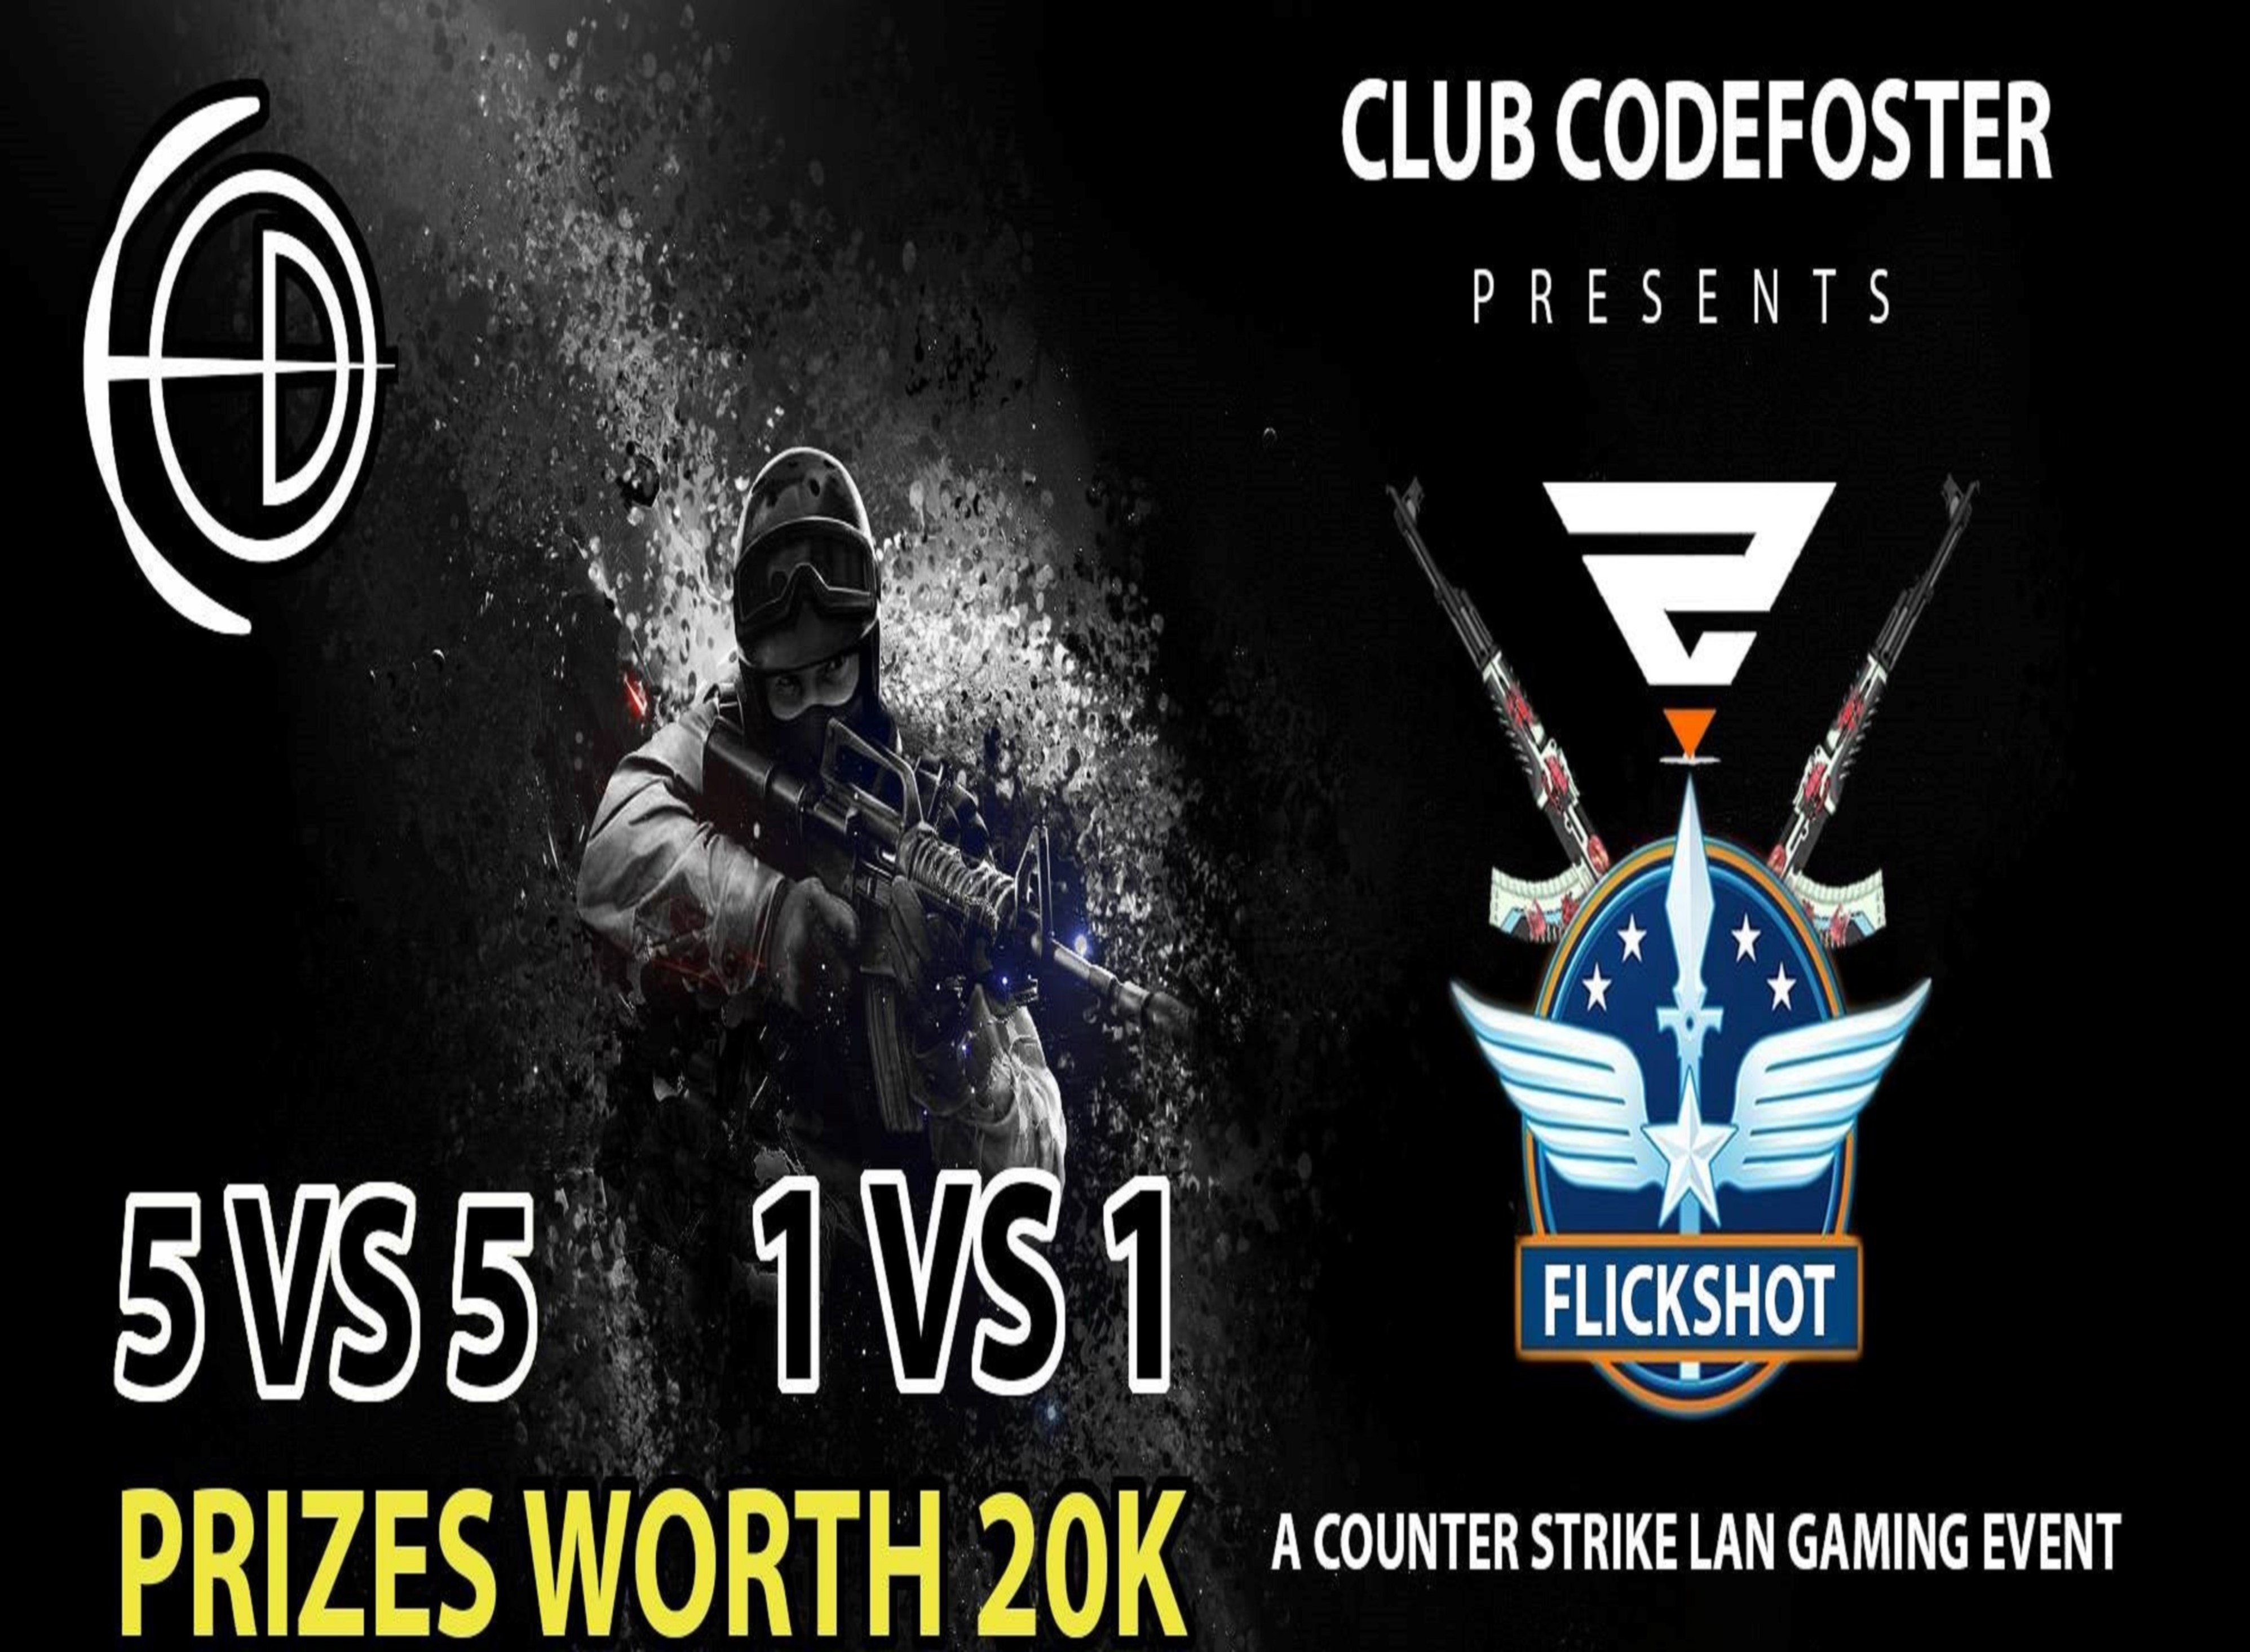 CLUB CODEFOSTER
PRESENTS
FLICKSHOT
A COUNTER STRIKE LAN GAMING EVENT
5 VS 5
1 VS 1
PRIZES WORTH 20K